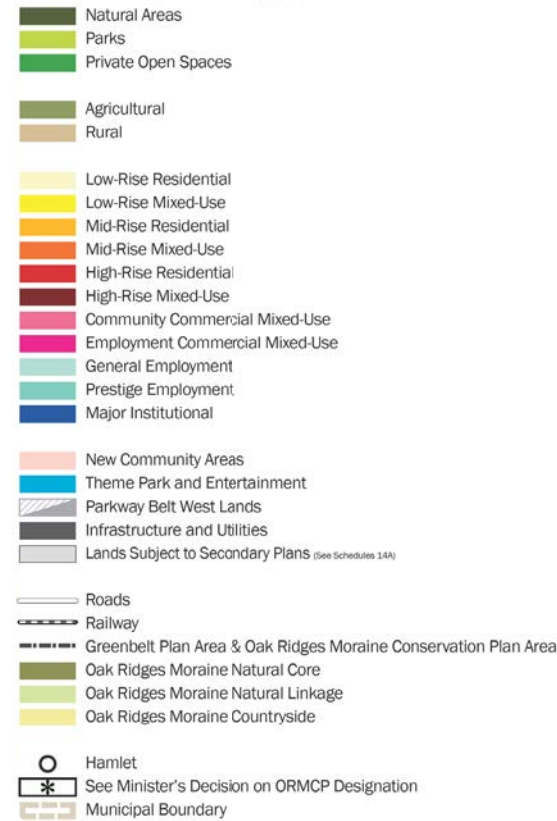 Natural Areas
Parks
Private Open Spaces
Agricultural
Rural
Low-Rise Residential
Low-Rise Mixed-Use
Mid-Rise Residential
Mid-Rise Mixed-Use
High-Rise Residential
High-Rise Mixed-Use
Community Commercial Mixed-Use
Employment Commercial Mixed-Use
General Employment
Prestige Employment
Major Institutional
New Community Areas
Theme Park and Entertainment
Parkway Belt West Lands
Infrastructure and Utilities
Lands Subject to Secondary Plans (See Schedules 14A)
Roads
Railway
Greenbelt Plan Area & Oak Ridges Moraine Conservation Plan Area
Oak Ridges Moraine Natural Core
Oak Ridges Moraine Natural Linkage
Oak Ridges Moraine Countryside
Hamlet
* See Minister's Decision on ORMCP Designation
Municipal Boundary